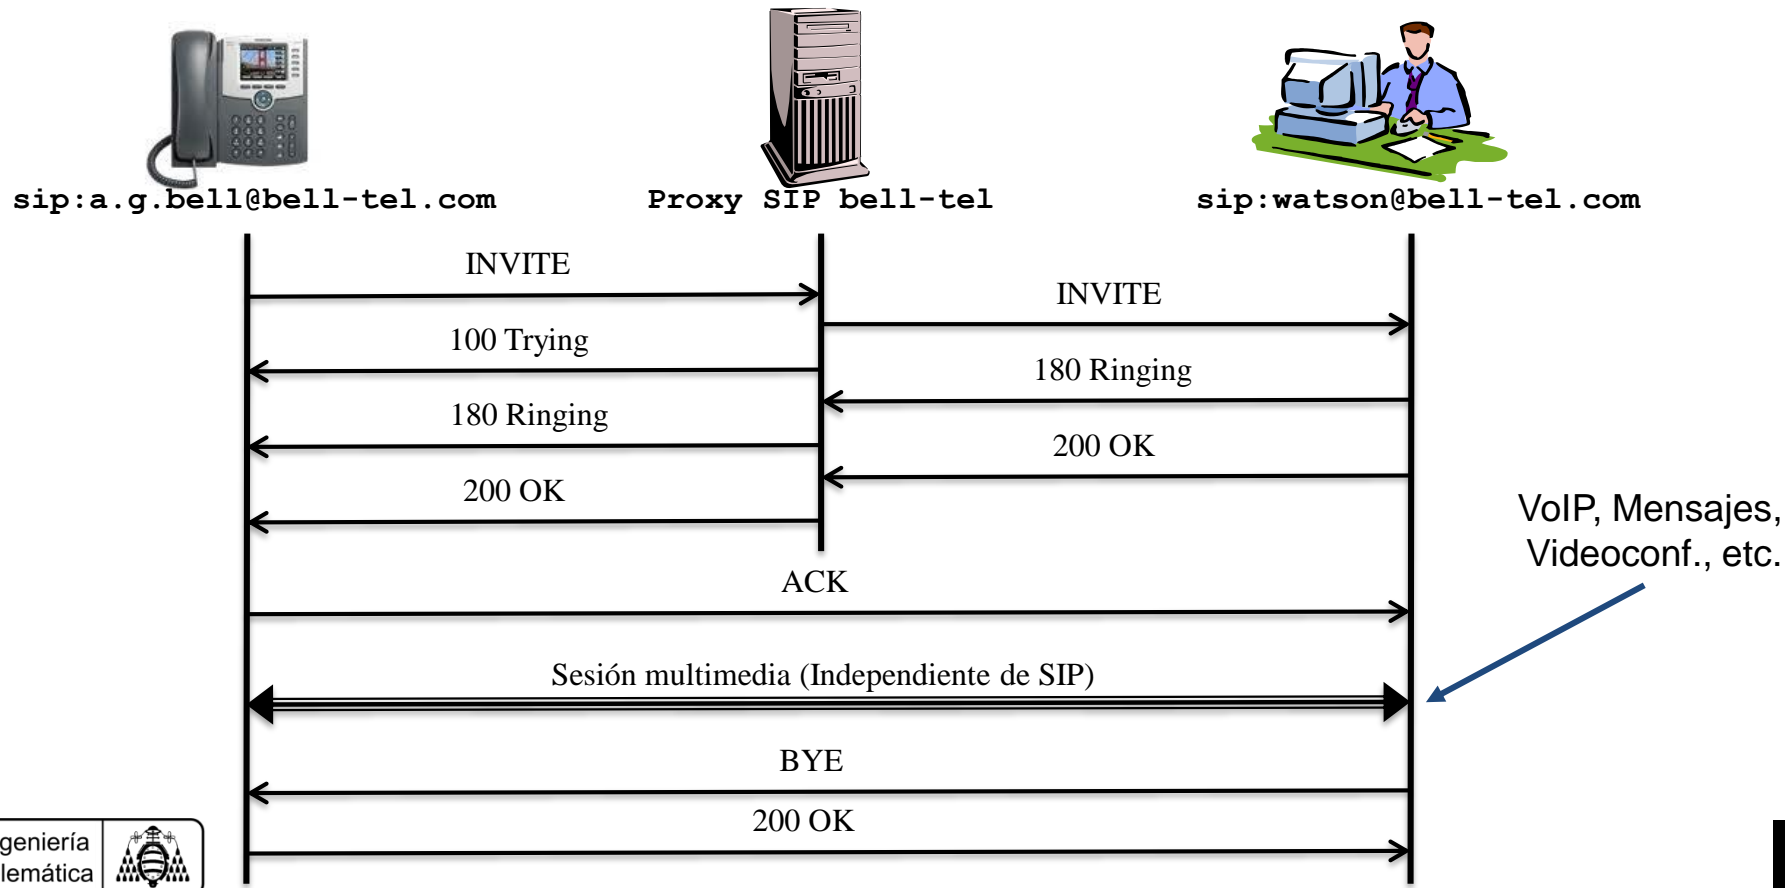 sip:a.g.bell@bell-tel.com
Proxy SIP bell-tel
sip:watson@bell-tel.com
INVITE
INVITE
100 Trying
180 Ringing
180 Ringing
200 OK
200 OK
VoIP, Mensajes,
Videoconf., etc.
ACK
Sesión multimedia (Independiente de SIP)
BYE
200 OK
geniería
lemática